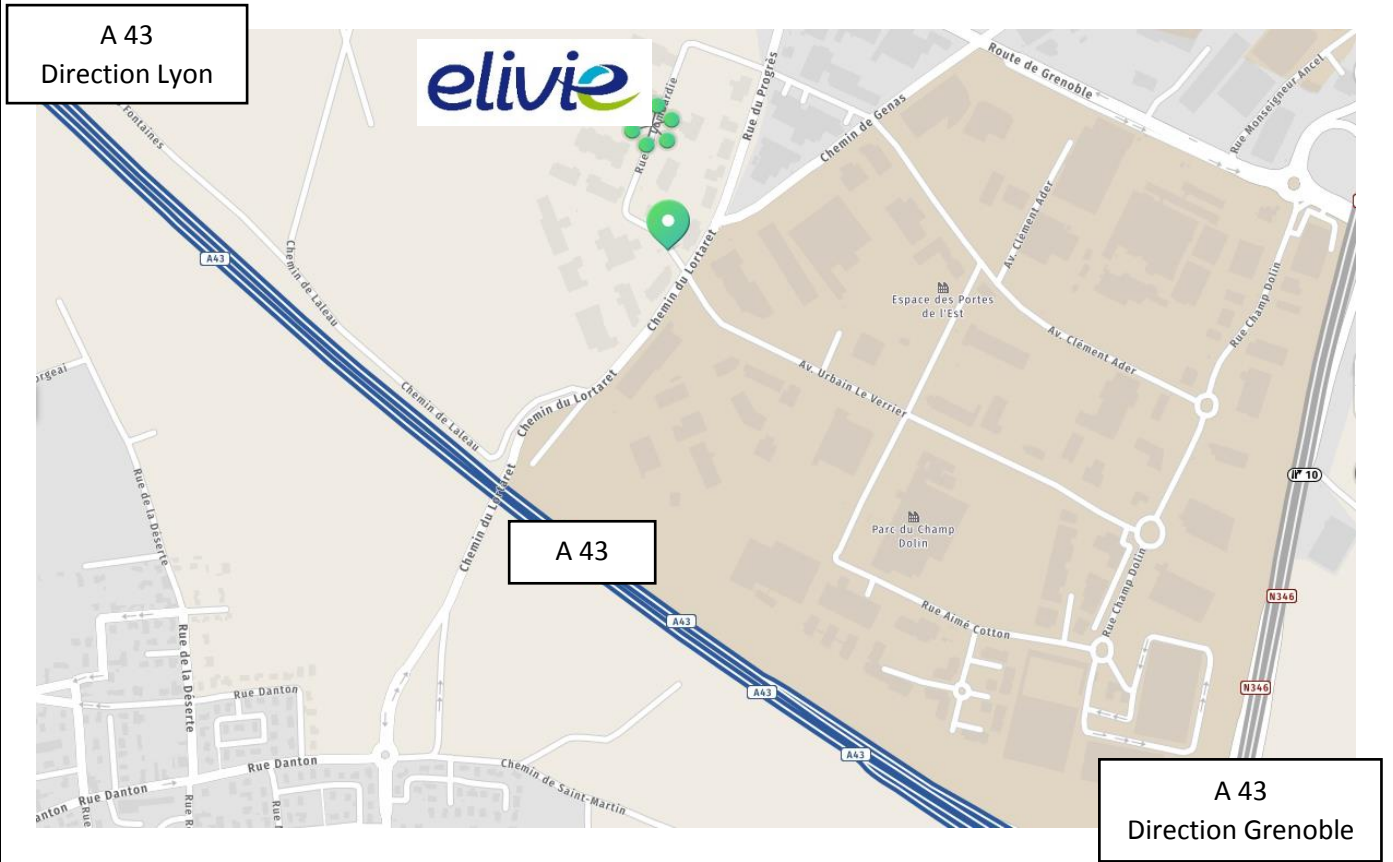 A 43
Direction Lyon
elivie
Route de Grenoble
Rue Monseigneur Ancel
Rue du Progrès
Chemin de Genas
Fontaines
Rue
Chemin de Laleau
A43
Chemin du Lortaret
Av. Clément Ader
Espace des Portes
de l'Est
Rue Champ Dolin
Av. Clément Ader
Av. Urbain Le Verrier
Chemin de Laleau
Chemin du Lortaret
Rue de la Déserte
10
Chemin du Lortaret
Parc du Champ
Dolin
A 43
Rue Champ Dolin
N346
Rue Aimé Cotton
A43
Rue de la Déserte
Rue Danton
A43
N346
A43
Rue Danton
Chemin de Saint-Martin
Rue Danton
Rue
A 43
Direction Grenoble